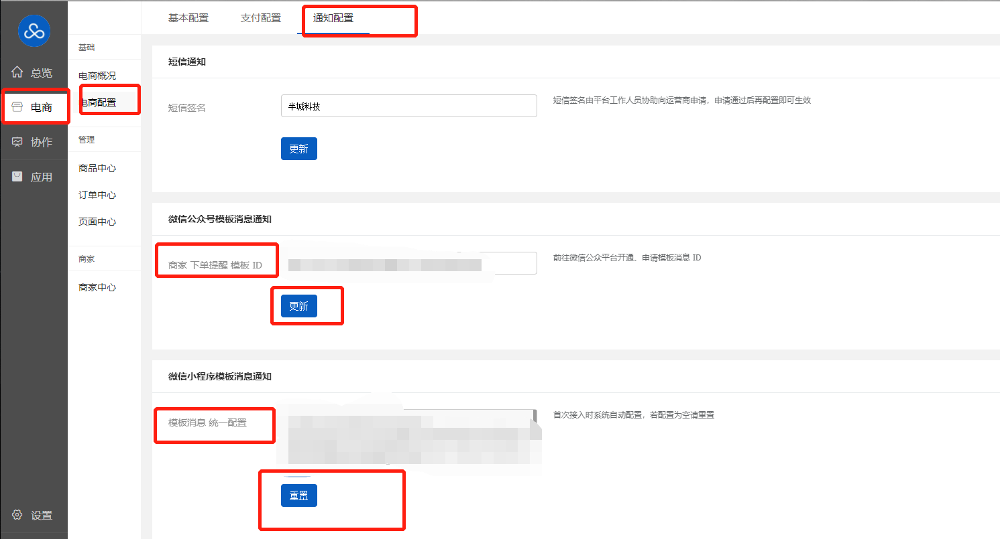 总览
电商
协作
应用
设置
基础
电商概况
电商配置
管理
商品中心
订单中心
页面中心
商家
商家中心
基本配置
支付配置
通知配置
短信通知
短信签名
半城科技
短信签名由平台工作人员协助向运营商申请，申请通过后再配置即可生效
更新
微信公众号模板消息通知
商家 下单提醒 模板 ID
前往微信公众平台开通、申请模板消息 ID
更新
微信小程序模板消息通知
模板消息 统一配置
首次接入时系统自动配置，若配置为空请重置
重置